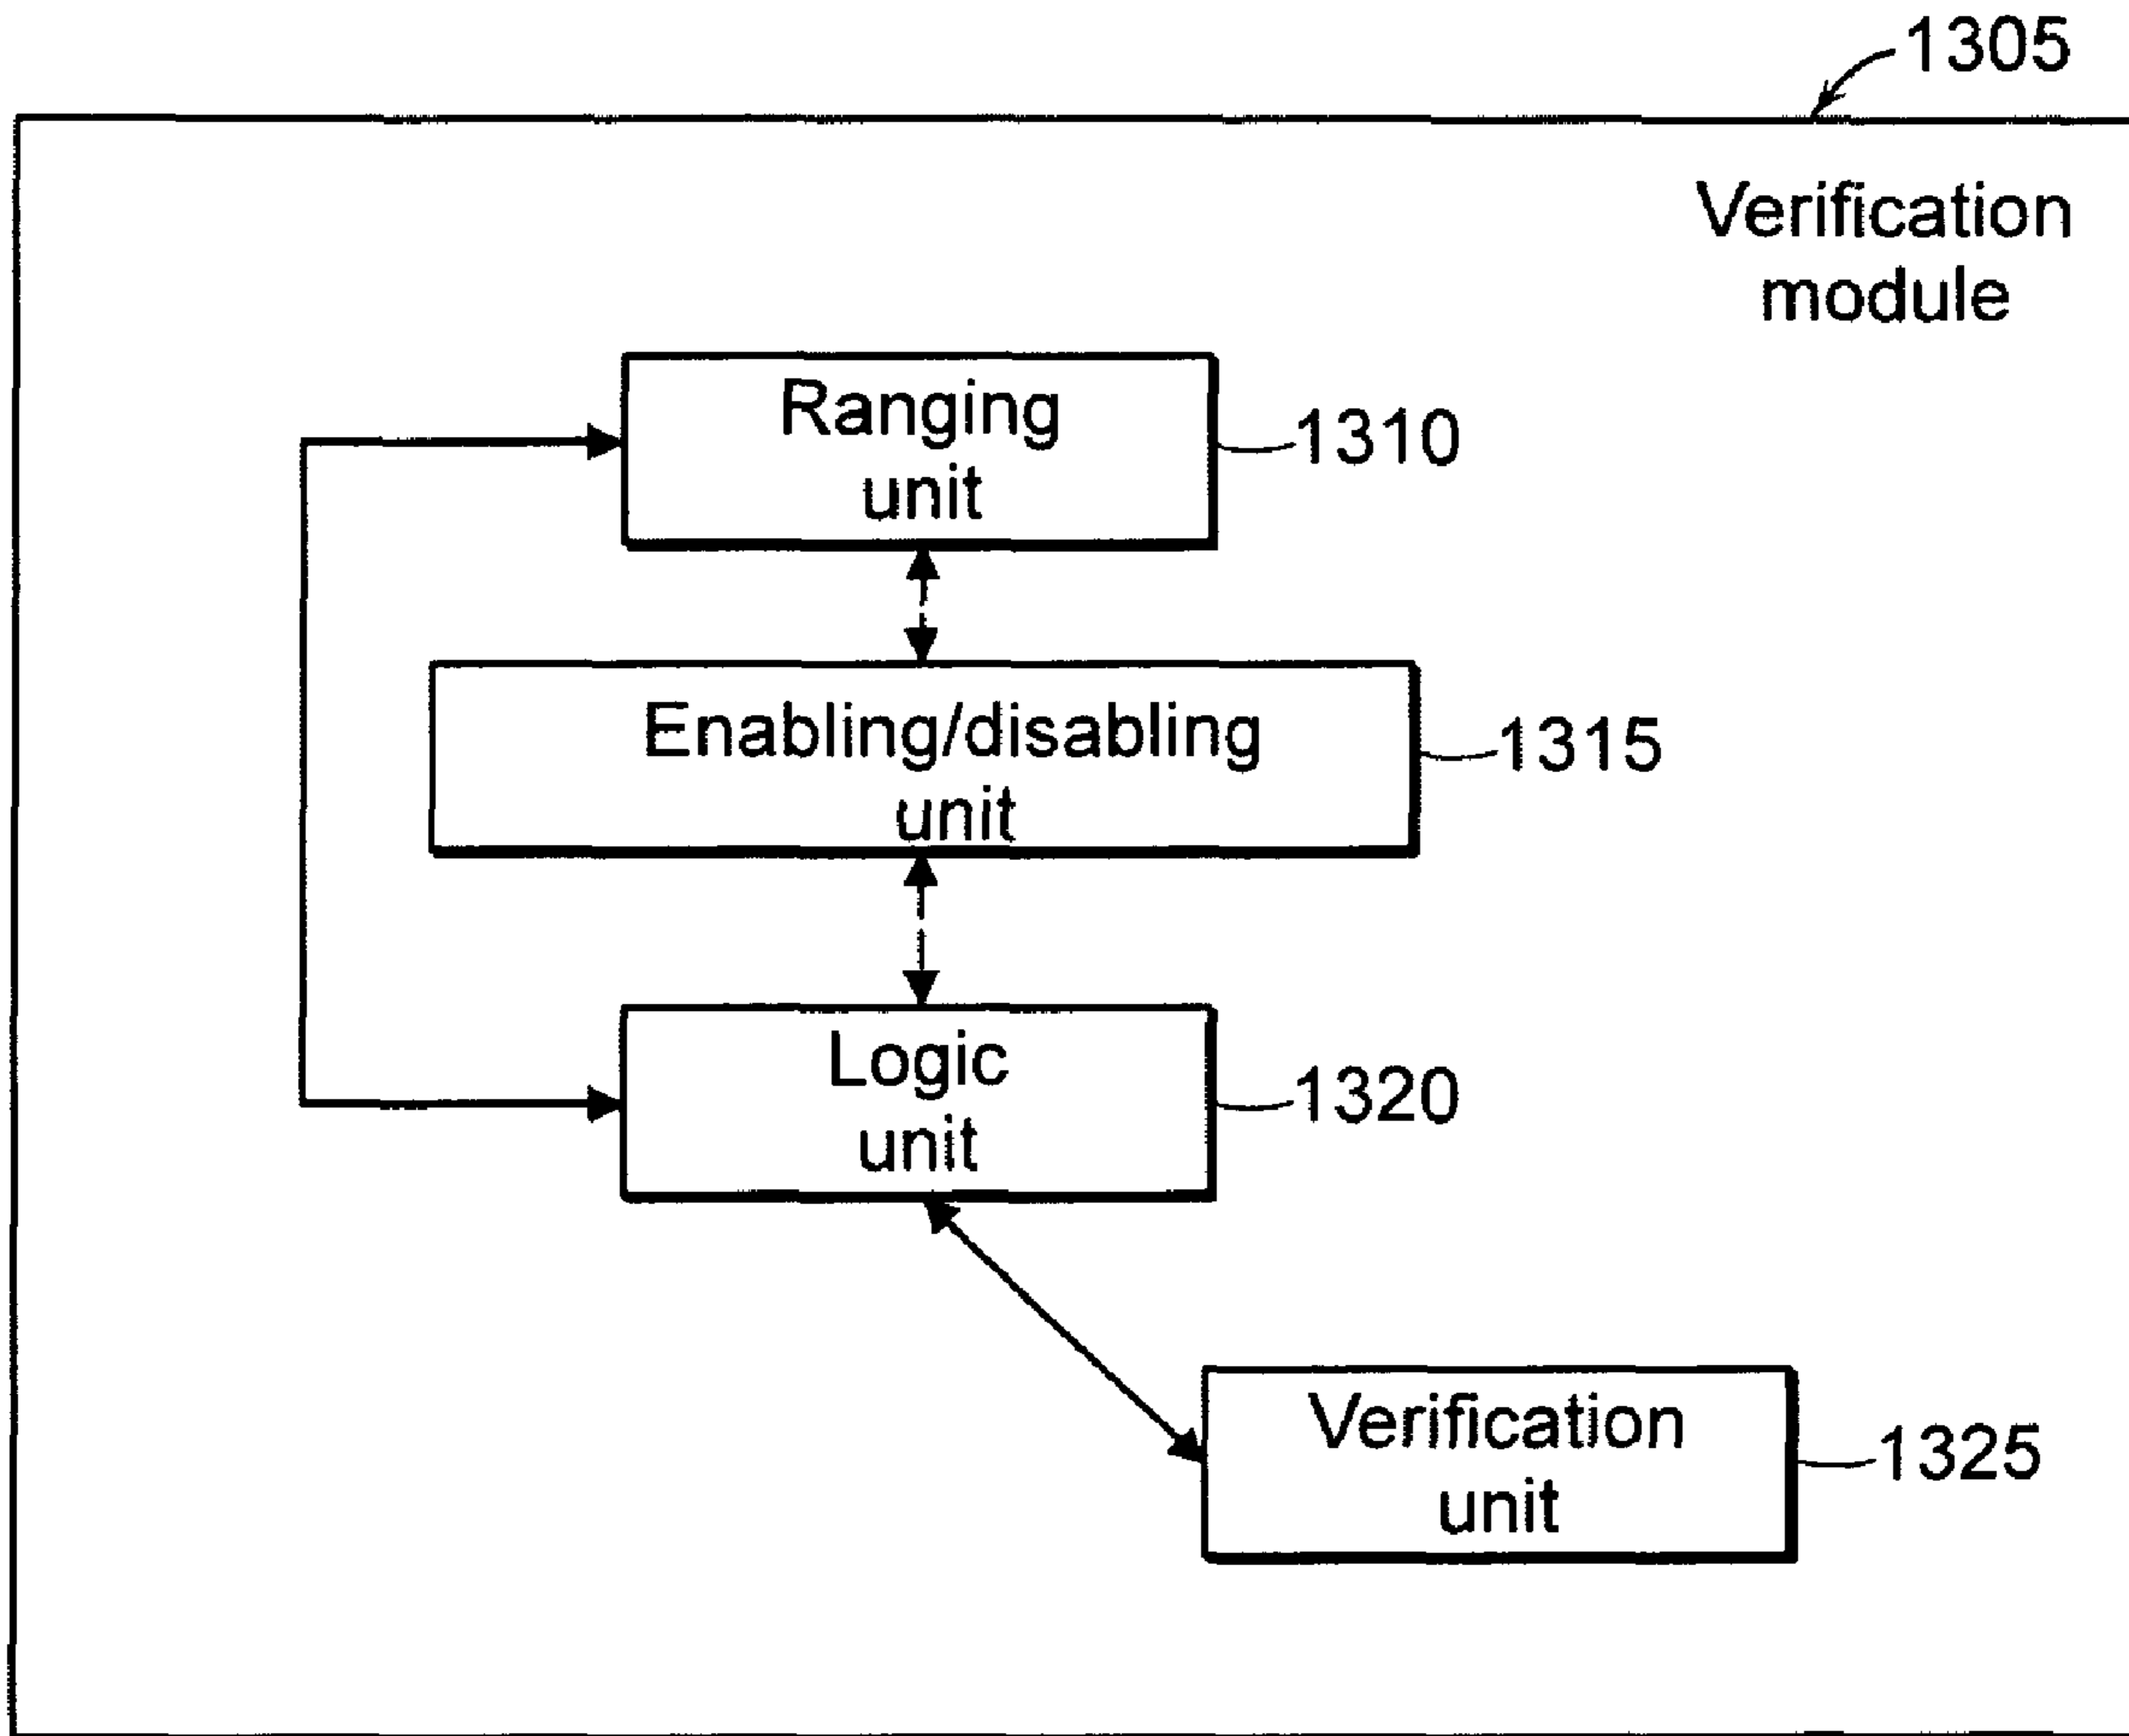 1305
Verification
module
Ranging
unit
1310
Enabling/disabling
unit
1315
Logic
unit
1320
Verification
unit
1325